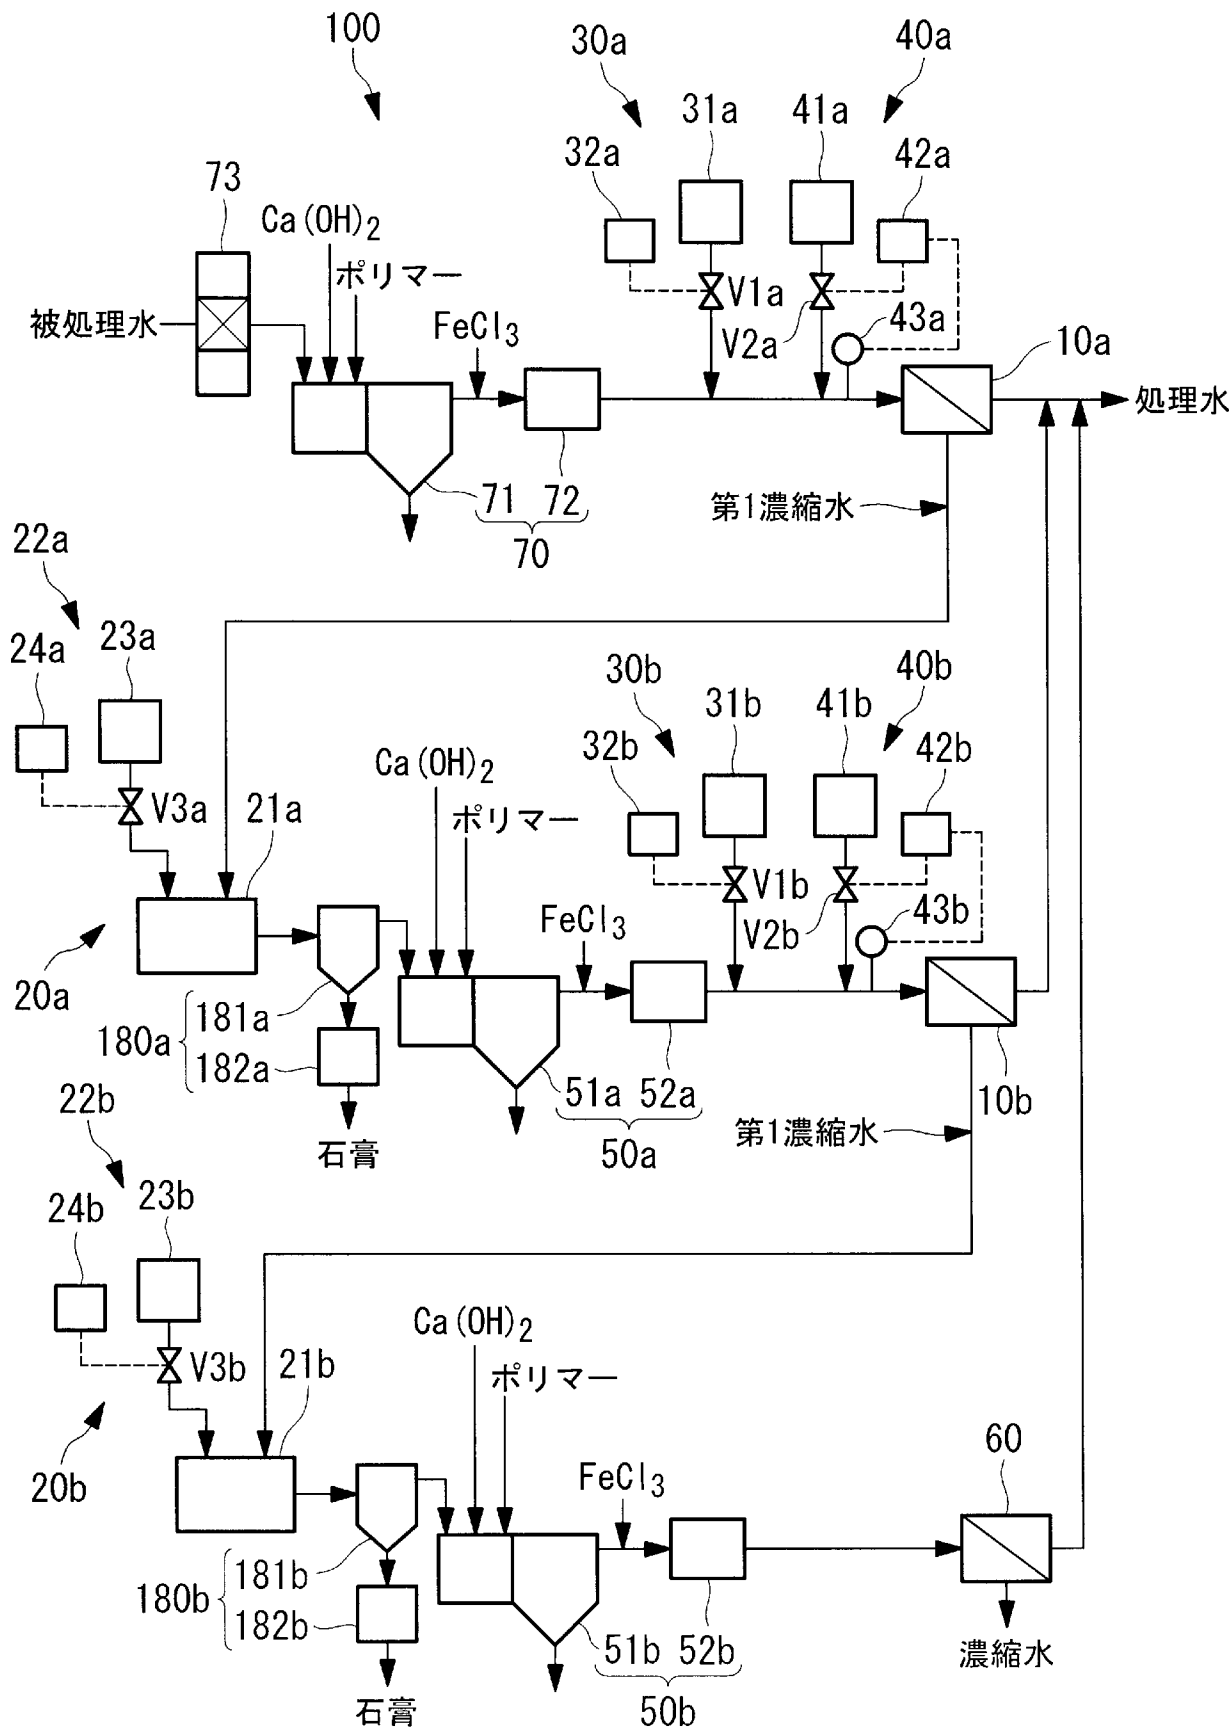 100
30a
40a
31a
41a
32a
42a
73
Ca(OH)2
ポリマー
V1a
被処理水
FeCl3
V2a
43a
10a
処理水
71
72
70
第1濃縮水
22a
24a
23a
30b
40b
31b
41b
32b
42b
Ca(OH)2
V3a
21a
ポリマー
V1b
FeCl3
V2b
43b
20a
181a
180a
182a
51a
52a
10b
22b
石膏
50a
第1濃縮水
24b
23b
Ca(OH)2
V3b
21b
ポリマー
20b
FeCl3
60
181b
180b
182b
51b
52b
濃縮水
石膏
50b